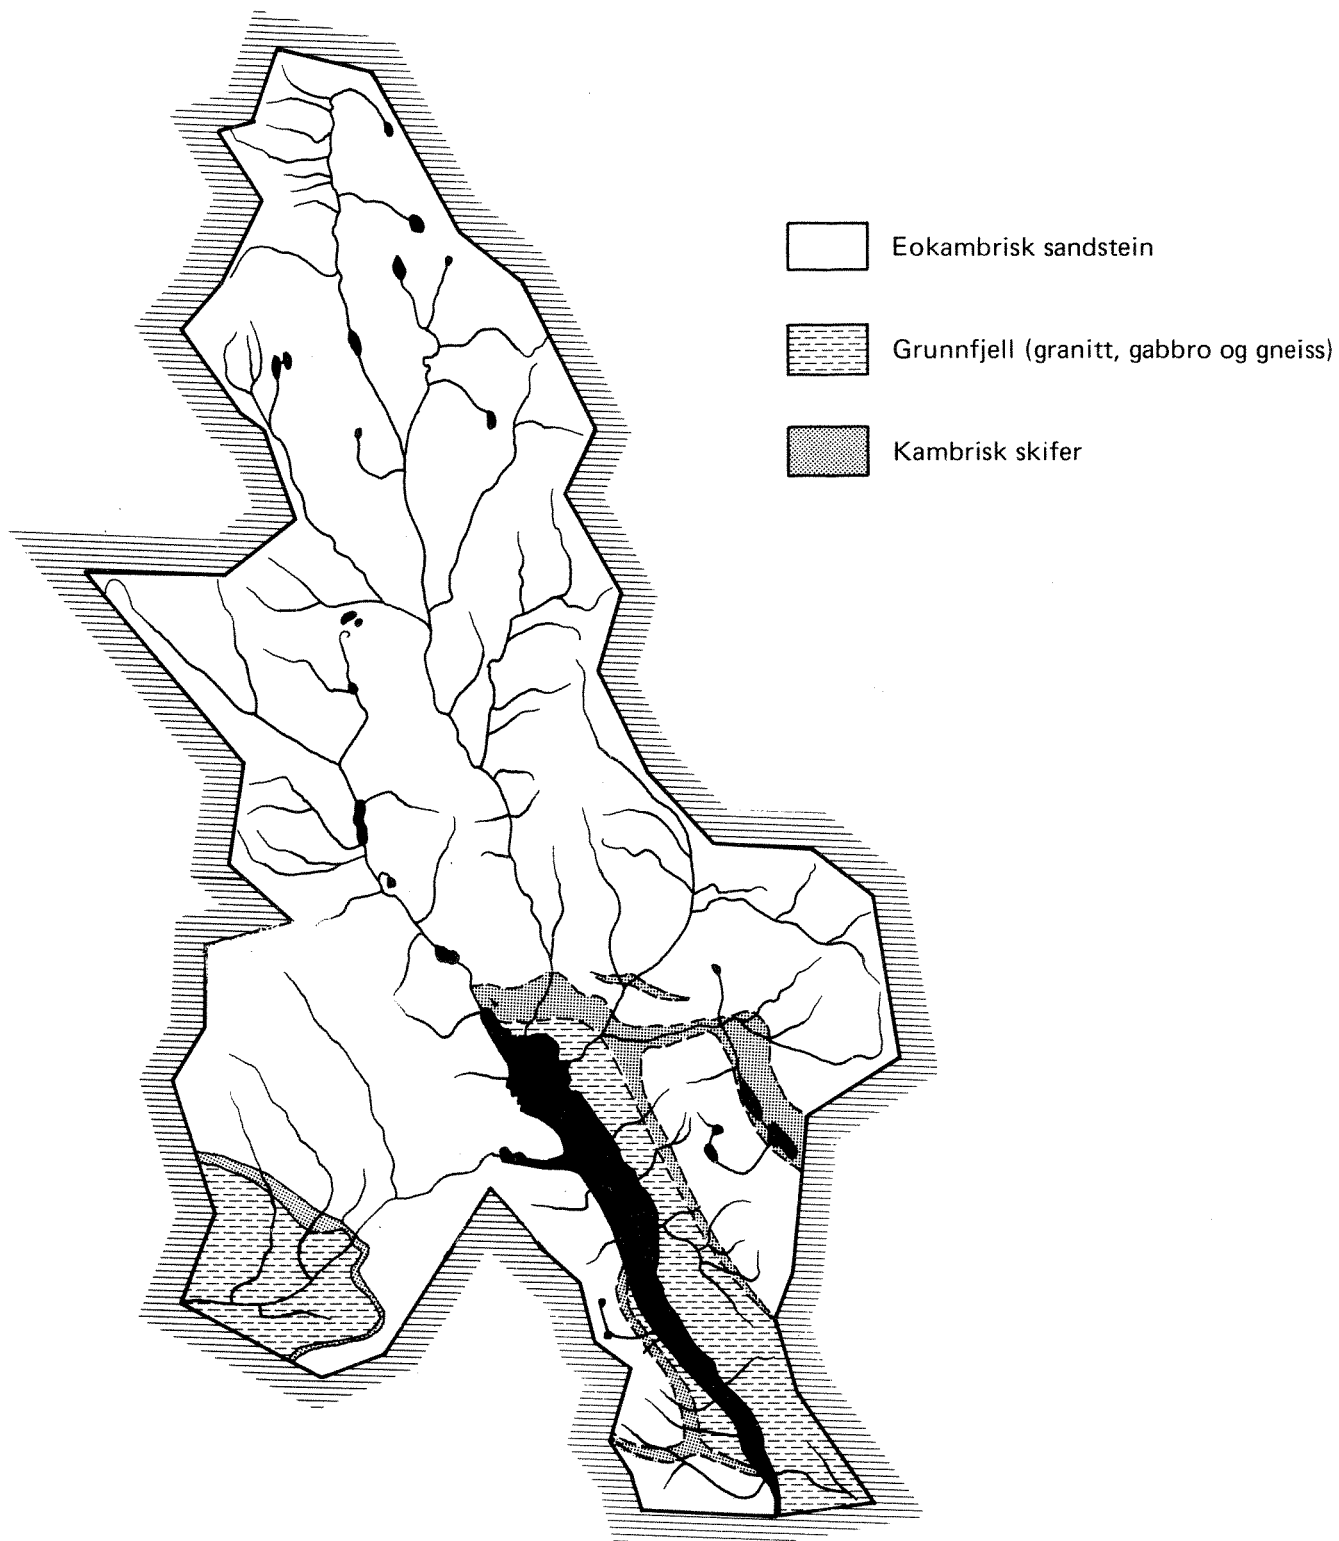 Eokambrisk sandstein
Grunnfjell (granitt, gabbro og gneiss)
Kambrisk skifer